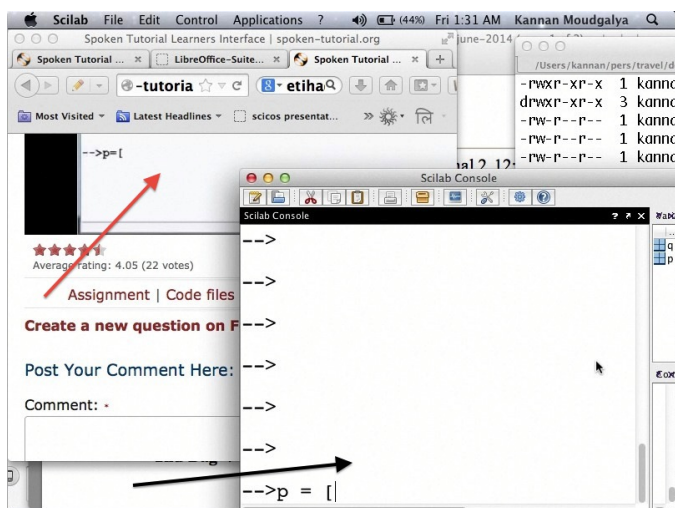 Scilab File Edit Control Applications ? (44%) Fri 1:31 AM Kannan Moudgalya
Spoken Tutorial Learners Interface | spoken-tutorial.org
Spoken Tutorial ... × LibreOffice-Suite... × Spoken Tutorial ... × +
-tutoria etiha
Most Visited Latest Headlines scicos presentat... » लि
-->p=[
Average rating: 4.05 (22 votes)
Assignment | Code files
Create a new question on F
Post Your Comment Here:
Comment: *
june-2014
/Users/kannan/pers/travel/d
-rwxr-xr-x 1 kanna
drwxr-xr-x 3 kanna
-rw-r--r-- 1 kanna
-rw-r--r-- 1 kanna
-rw-r--r-- 1 kanna
Scilab Console
Scilab Console ? ↗ ×
-->
-->
-->
-->
-->
-->
-->p = [
q
p